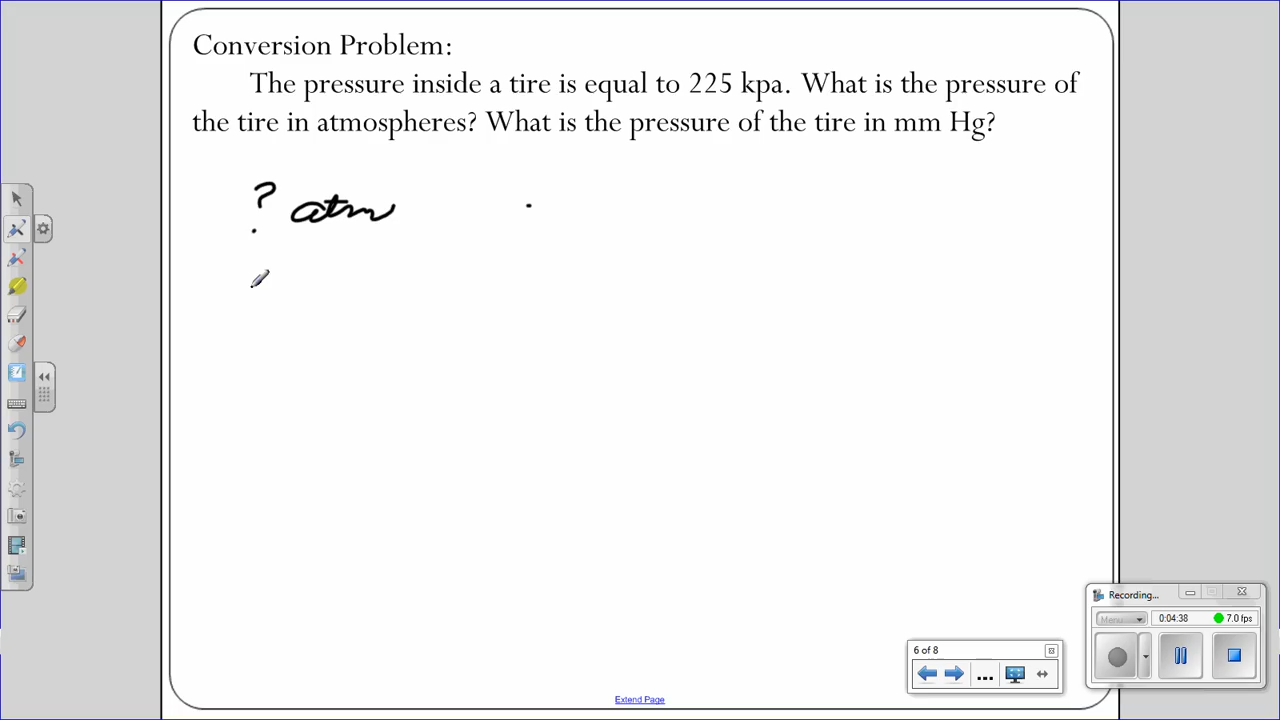 Conversion Problem:
The pressure inside a tire is equal to 225 kpa. What is the pressure of
the tire in atmospheres? What is the pressure of the tire in mm Hg?
? atm
Recording...
Menu
0:04:38
7.0 fps
6 of 8
...
Extend Page